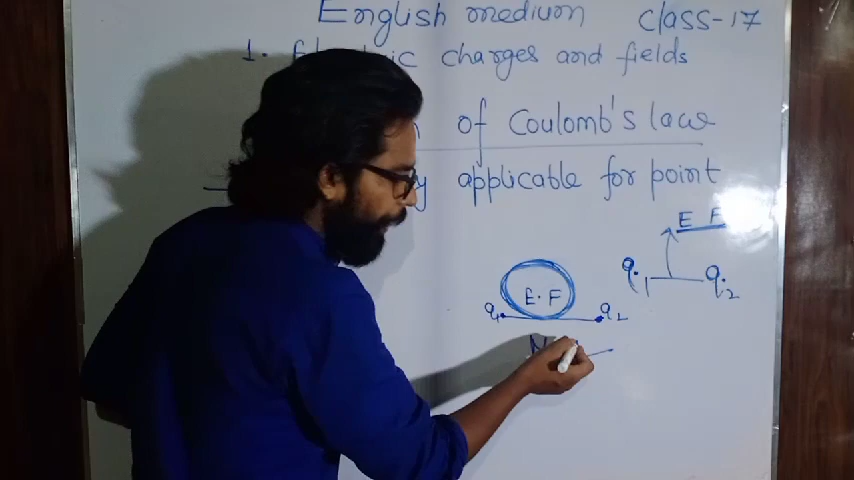 English medium class-17
1. charges and fields
of Coulomb's law
applicable for point
E F
q1 q2
E.F
q1 q2
N